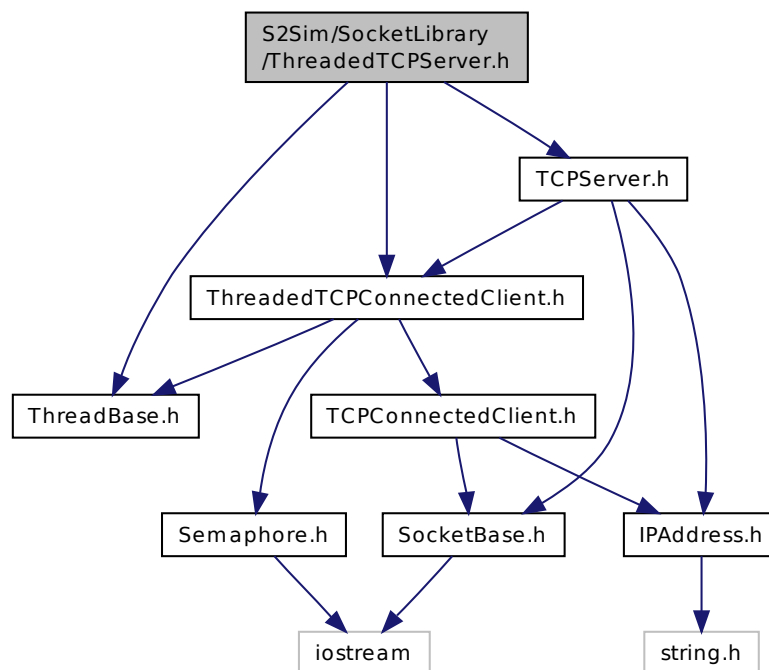 S2Sim/SocketLibrary
/ThreadedTCPServer.h
TCPServer.h
ThreadedTCPConnectedClient.h
ThreadBase.h
TCPConnectedClient.h
Semaphore.h
SocketBase.h
IPAddress.h
iostream
string.h